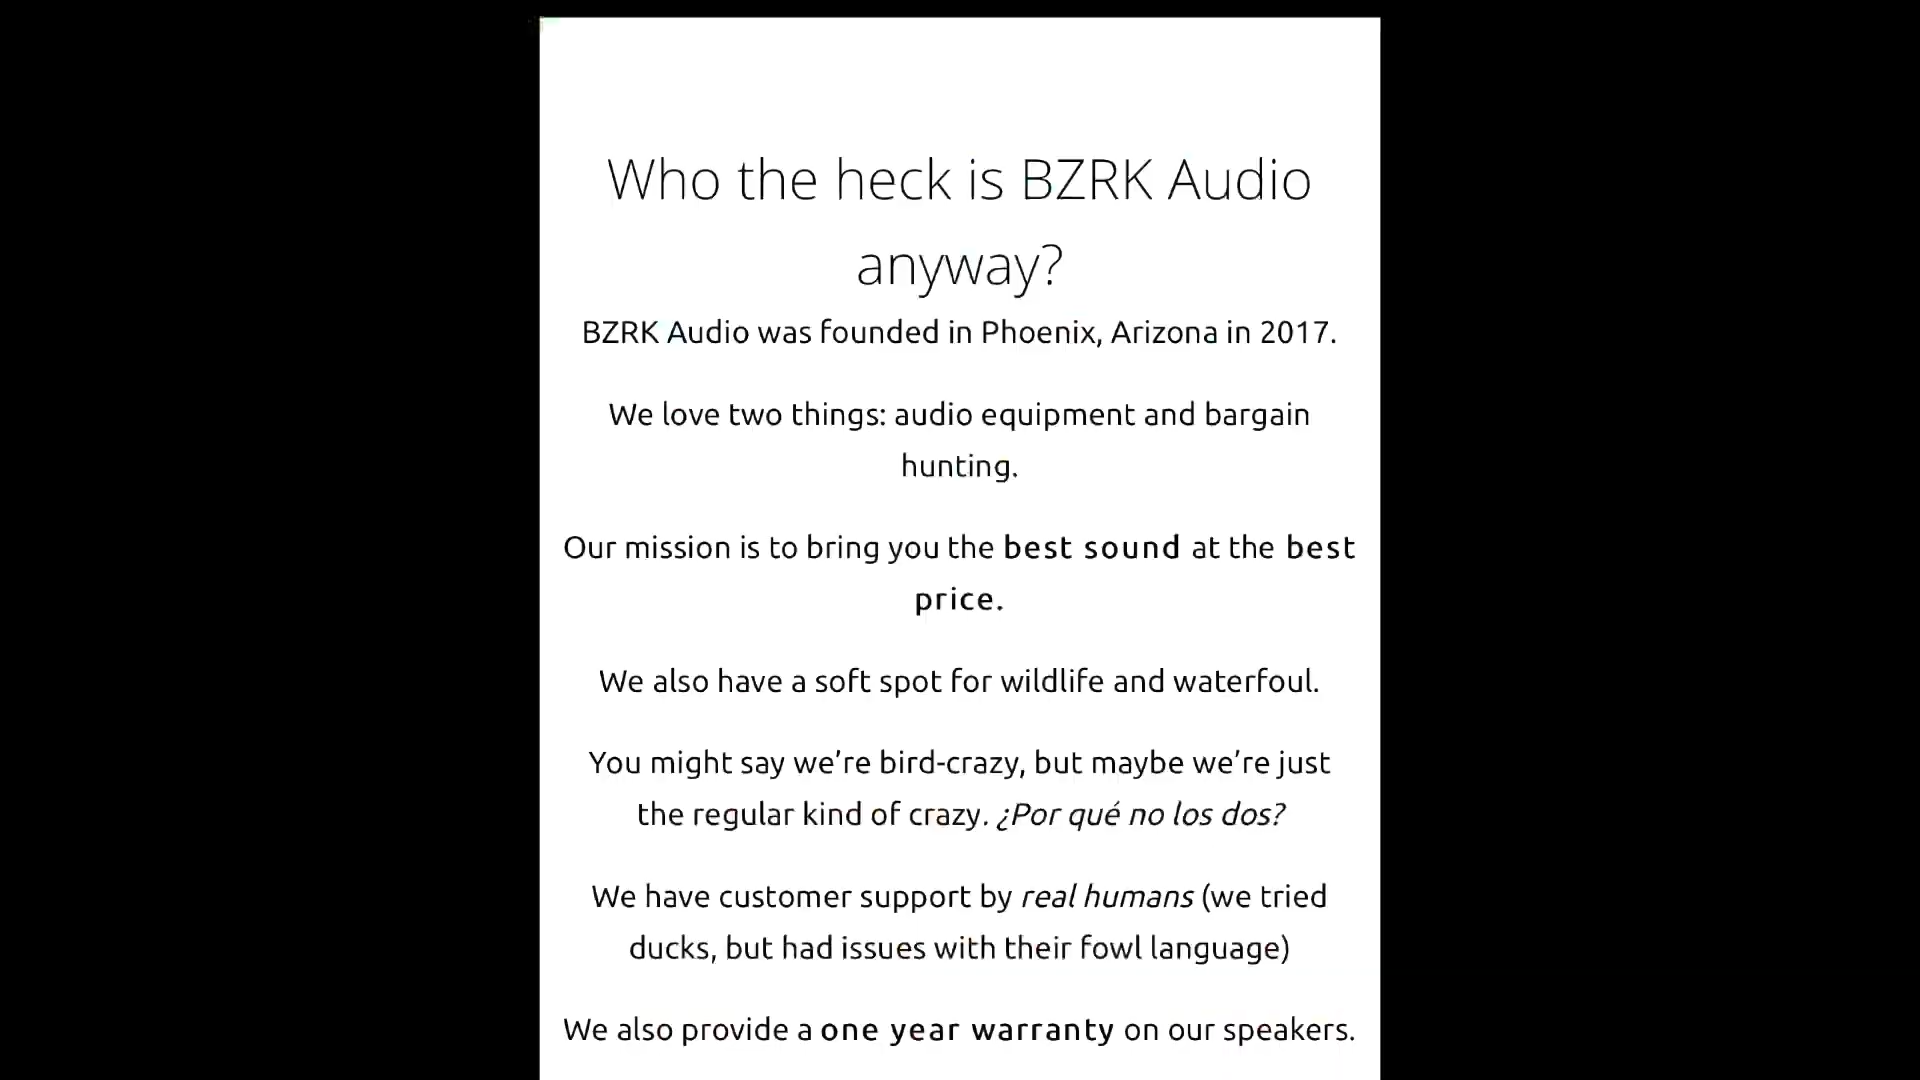 Who the heck is BZRK Audio
anyway?
BZRK Audio was founded in Phoenix, Arizona in 2017.
We love two things: audio equipment and bargain
hunting.
Our mission is to bring you the best sound at the best
price.
We also have a soft spot for wildlife and waterfoul.
You might say we’re bird-crazy, but maybe we’re just
the regular kind of crazy. ¿Por qué no los dos?
We have customer support by real humans (we tried
ducks, but had issues with their fowl language)
We also provide a one year warranty on our speakers.